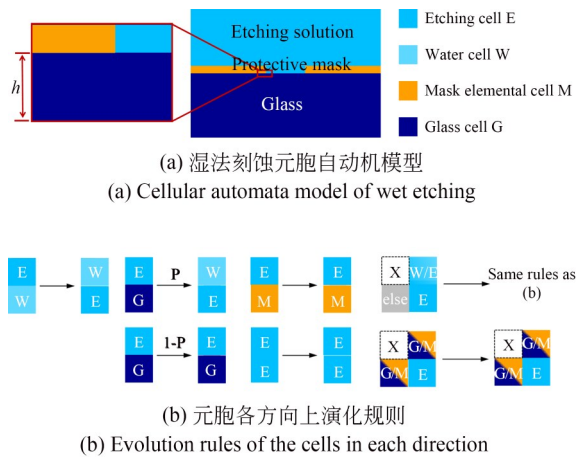 Etching solution
Protective mask
Glass
h
Etching cell E
Water cell W
Mask elemental cell M
Glass cell G
(a) 湿法刻蚀元胞自动机模型
(a) Cellular automata model of wet etching
E W E P W E E X W/E
W E G E M M else E
Same rules as
(b)
E 1-P E E E X G/M X G/M
G G E E G/M E G/M E
(b) 元胞各方向上演化规则
(b) Evolution rules of the cells in each direction